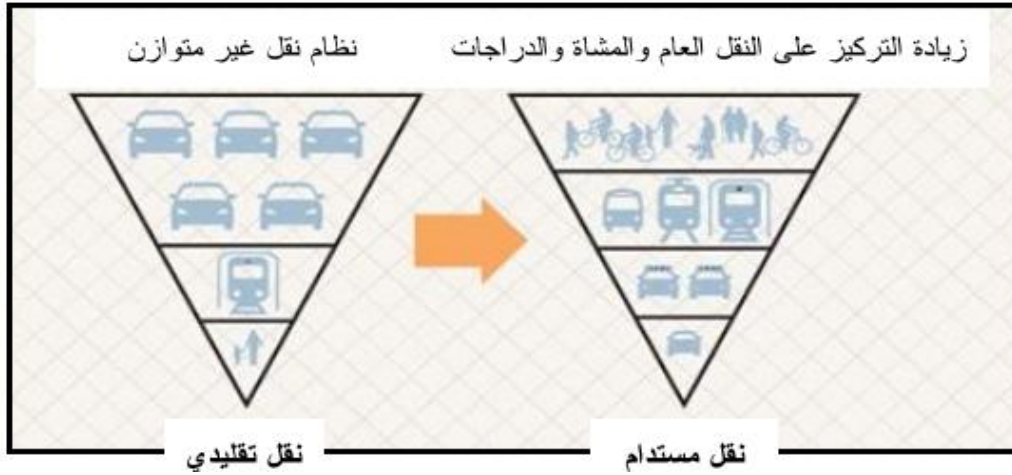 زيادة التركيز على النقل العام والمشاة والدراجات
نظام نقل غير متوازن
نقل مستدام
نقل تقليدي